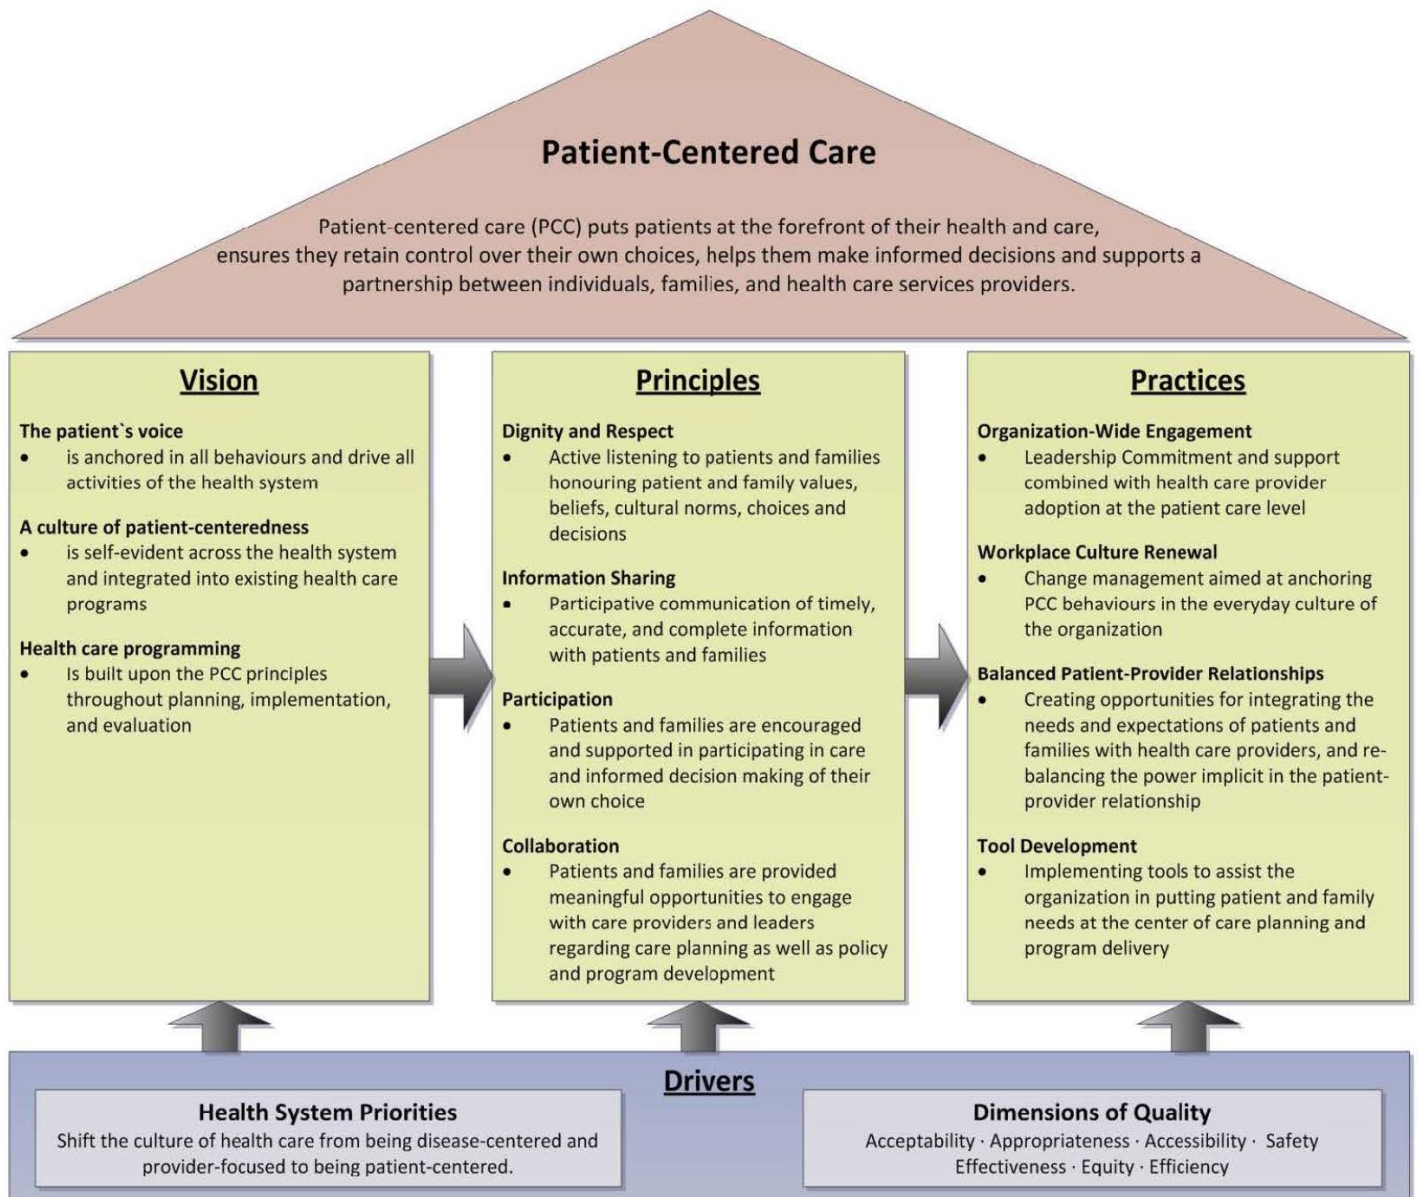 Patient-Centered Care
Patient-centered care (PCC) puts patients at the forefront of their health and care,
ensures they retain control over their own choices, helps them make informed decisions and supports a
partnership between individuals, families, and health care services providers.
Vision
The patient`s voice
• is anchored in all behaviours and drive all
activities of the health system
A culture of patient-centeredness
• is self-evident across the health system
and integrated into existing health care
programs
Health care programming
• Is built upon the PCC principles
throughout planning, implementation,
and evaluation
Principles
Dignity and Respect
• Active listening to patients and families
honouring patient and family values,
beliefs, cultural norms, choices and
decisions
Information Sharing
• Participative communication of timely,
accurate, and complete information
with patients and families
Participation
• Patients and families are encouraged
and supported in participating in care
and informed decision making of their
own choice
Collaboration
• Patients and families are provided
meaningful opportunities to engage
with care providers and leaders
regarding care planning as well as policy
and program development
Practices
Organization-Wide Engagement
• Leadership Commitment and support
combined with health care provider
adoption at the patient care level
Workplace Culture Renewal
• Change management aimed at anchoring
PCC behaviours in the everyday culture of
the organization
Balanced Patient-Provider Relationships
• Creating opportunities for integrating the
needs and expectations of patients and
families with health care providers, and re-
balancing the power implicit in the patient-
provider relationship
Tool Development
• Implementing tools to assist the
organization in putting patient and family
needs at the center of care planning and
program delivery
Drivers
Health System Priorities
Shift the culture of health care from being disease-centered and
provider-focused to being patient-centered.
Dimensions of Quality
Acceptability · Appropriateness · Accessibility · Safety
Effectiveness · Equity · Efficiency